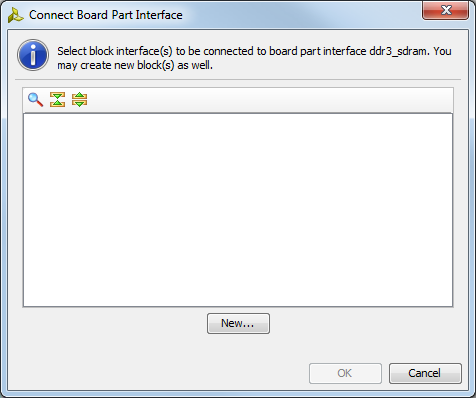 Connect Board Part Interface
Select block interface(s) to be connected to board part interface ddr3_sdram. You
may create new block(s) as well.
New...
OK
Cancel